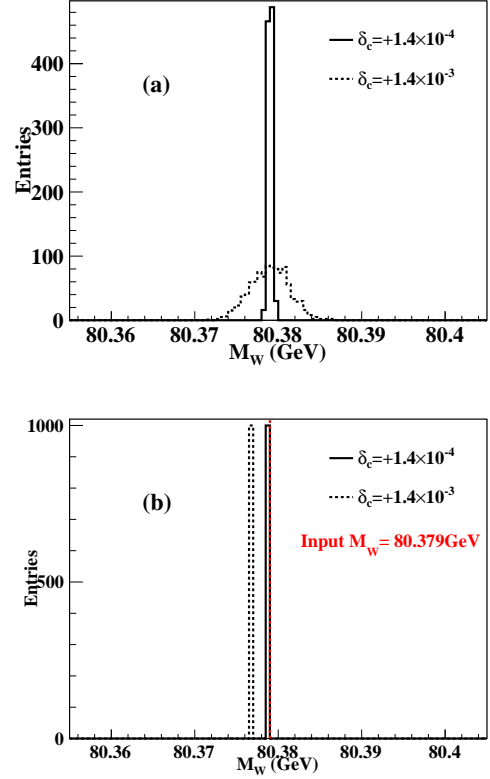 δc=+1.4×10-4
δc=+1.4×10-3
(a)
Entries
400
300
200
100
0
80.36 80.37 80.38 80.39 80.4
MW (GeV)
1000
δc=+1.4×10-4
δc=+1.4×10-3
(b)
Input MW= 80.379GeV
Entries
500
0
80.36 80.37 80.38 80.39 80.4
MW (GeV)